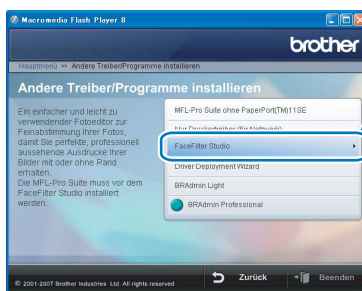 Macromedia Flash Player 8
brother
Hauptmenü >> Andere Treiber/Programme installieren
Andere Treiber/Programme installieren
Ein einfacher und leicht zu
verwendender Fotoeditor zur
Feinabstimmung Ihrer Fotos,
damit Sie perfekte, professionell
aussehende Ausdrucke Ihrer
Bilder mit oder ohne Rand
erhalten.
Die MFL-Pro Suite muss vor dem
FaceFilter Studio installiert
werden.
MFL-Pro Suite ohne PaperPort(TM)11SE
Nur Druckertreiber (für Netzwerk)
FaceFilter Studio
Driver Deployment Wizard
BRAdmin Light
BRAdmin Professional
© 2001-2007 Brother Industries Ltd. All rights reserved
Zurück
Beenden